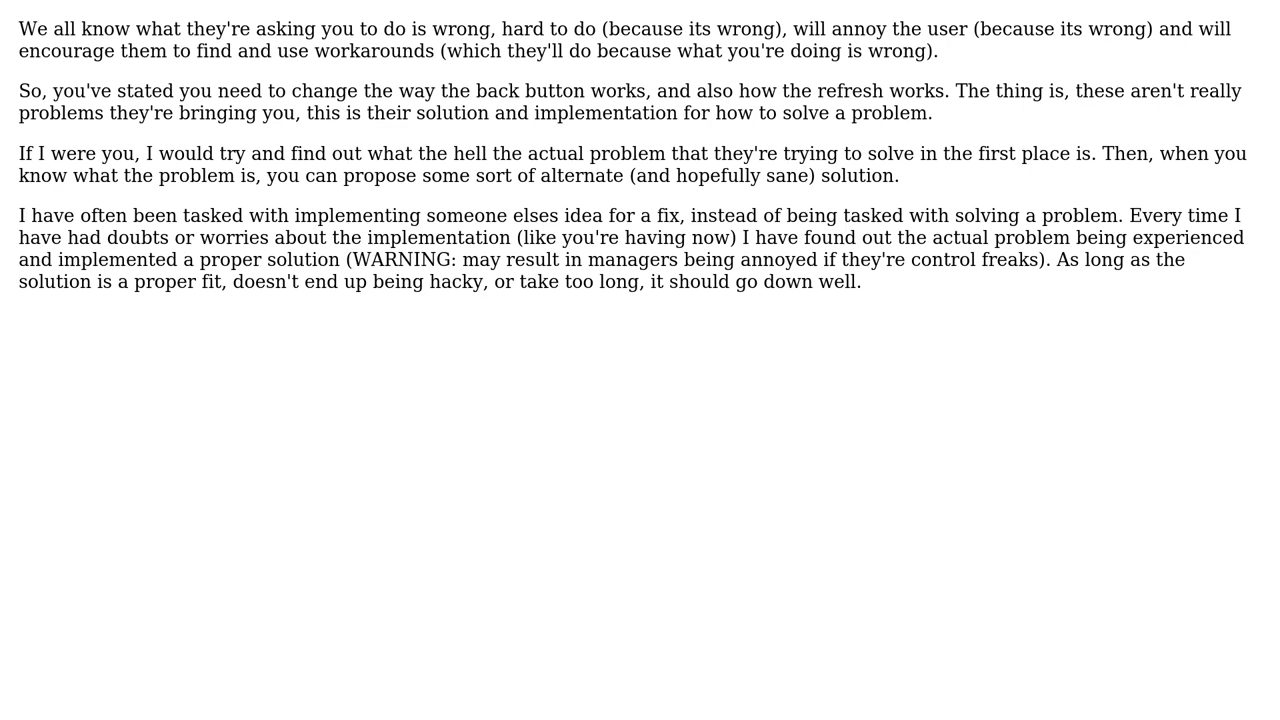 We all know what they're asking you to do is wrong, hard to do (because its wrong), will annoy the user (because its wrong) and will
encourage them to find and use workarounds (which they'll do because what you're doing is wrong).
So, you've stated you need to change the way the back button works, and also how the refresh works. The thing is, these aren't really
problems they're bringing you, this is their solution and implementation for how to solve a problem.
If I were you, I would try and find out what the hell the actual problem that they're trying to solve in the first place is. Then, when you
know what the problem is, you can propose some sort of alternate (and hopefully sane) solution.
I have often been tasked with implementing someone elses idea for a fix, instead of being tasked with solving a problem. Every time I
have had doubts or worries about the implementation (like you're having now) I have found out the actual problem being experienced
and implemented a proper solution (WARNING: may result in managers being annoyed if they're control freaks). As long as the
solution is a proper fit, doesn't end up being hacky, or take too long, it should go down well.